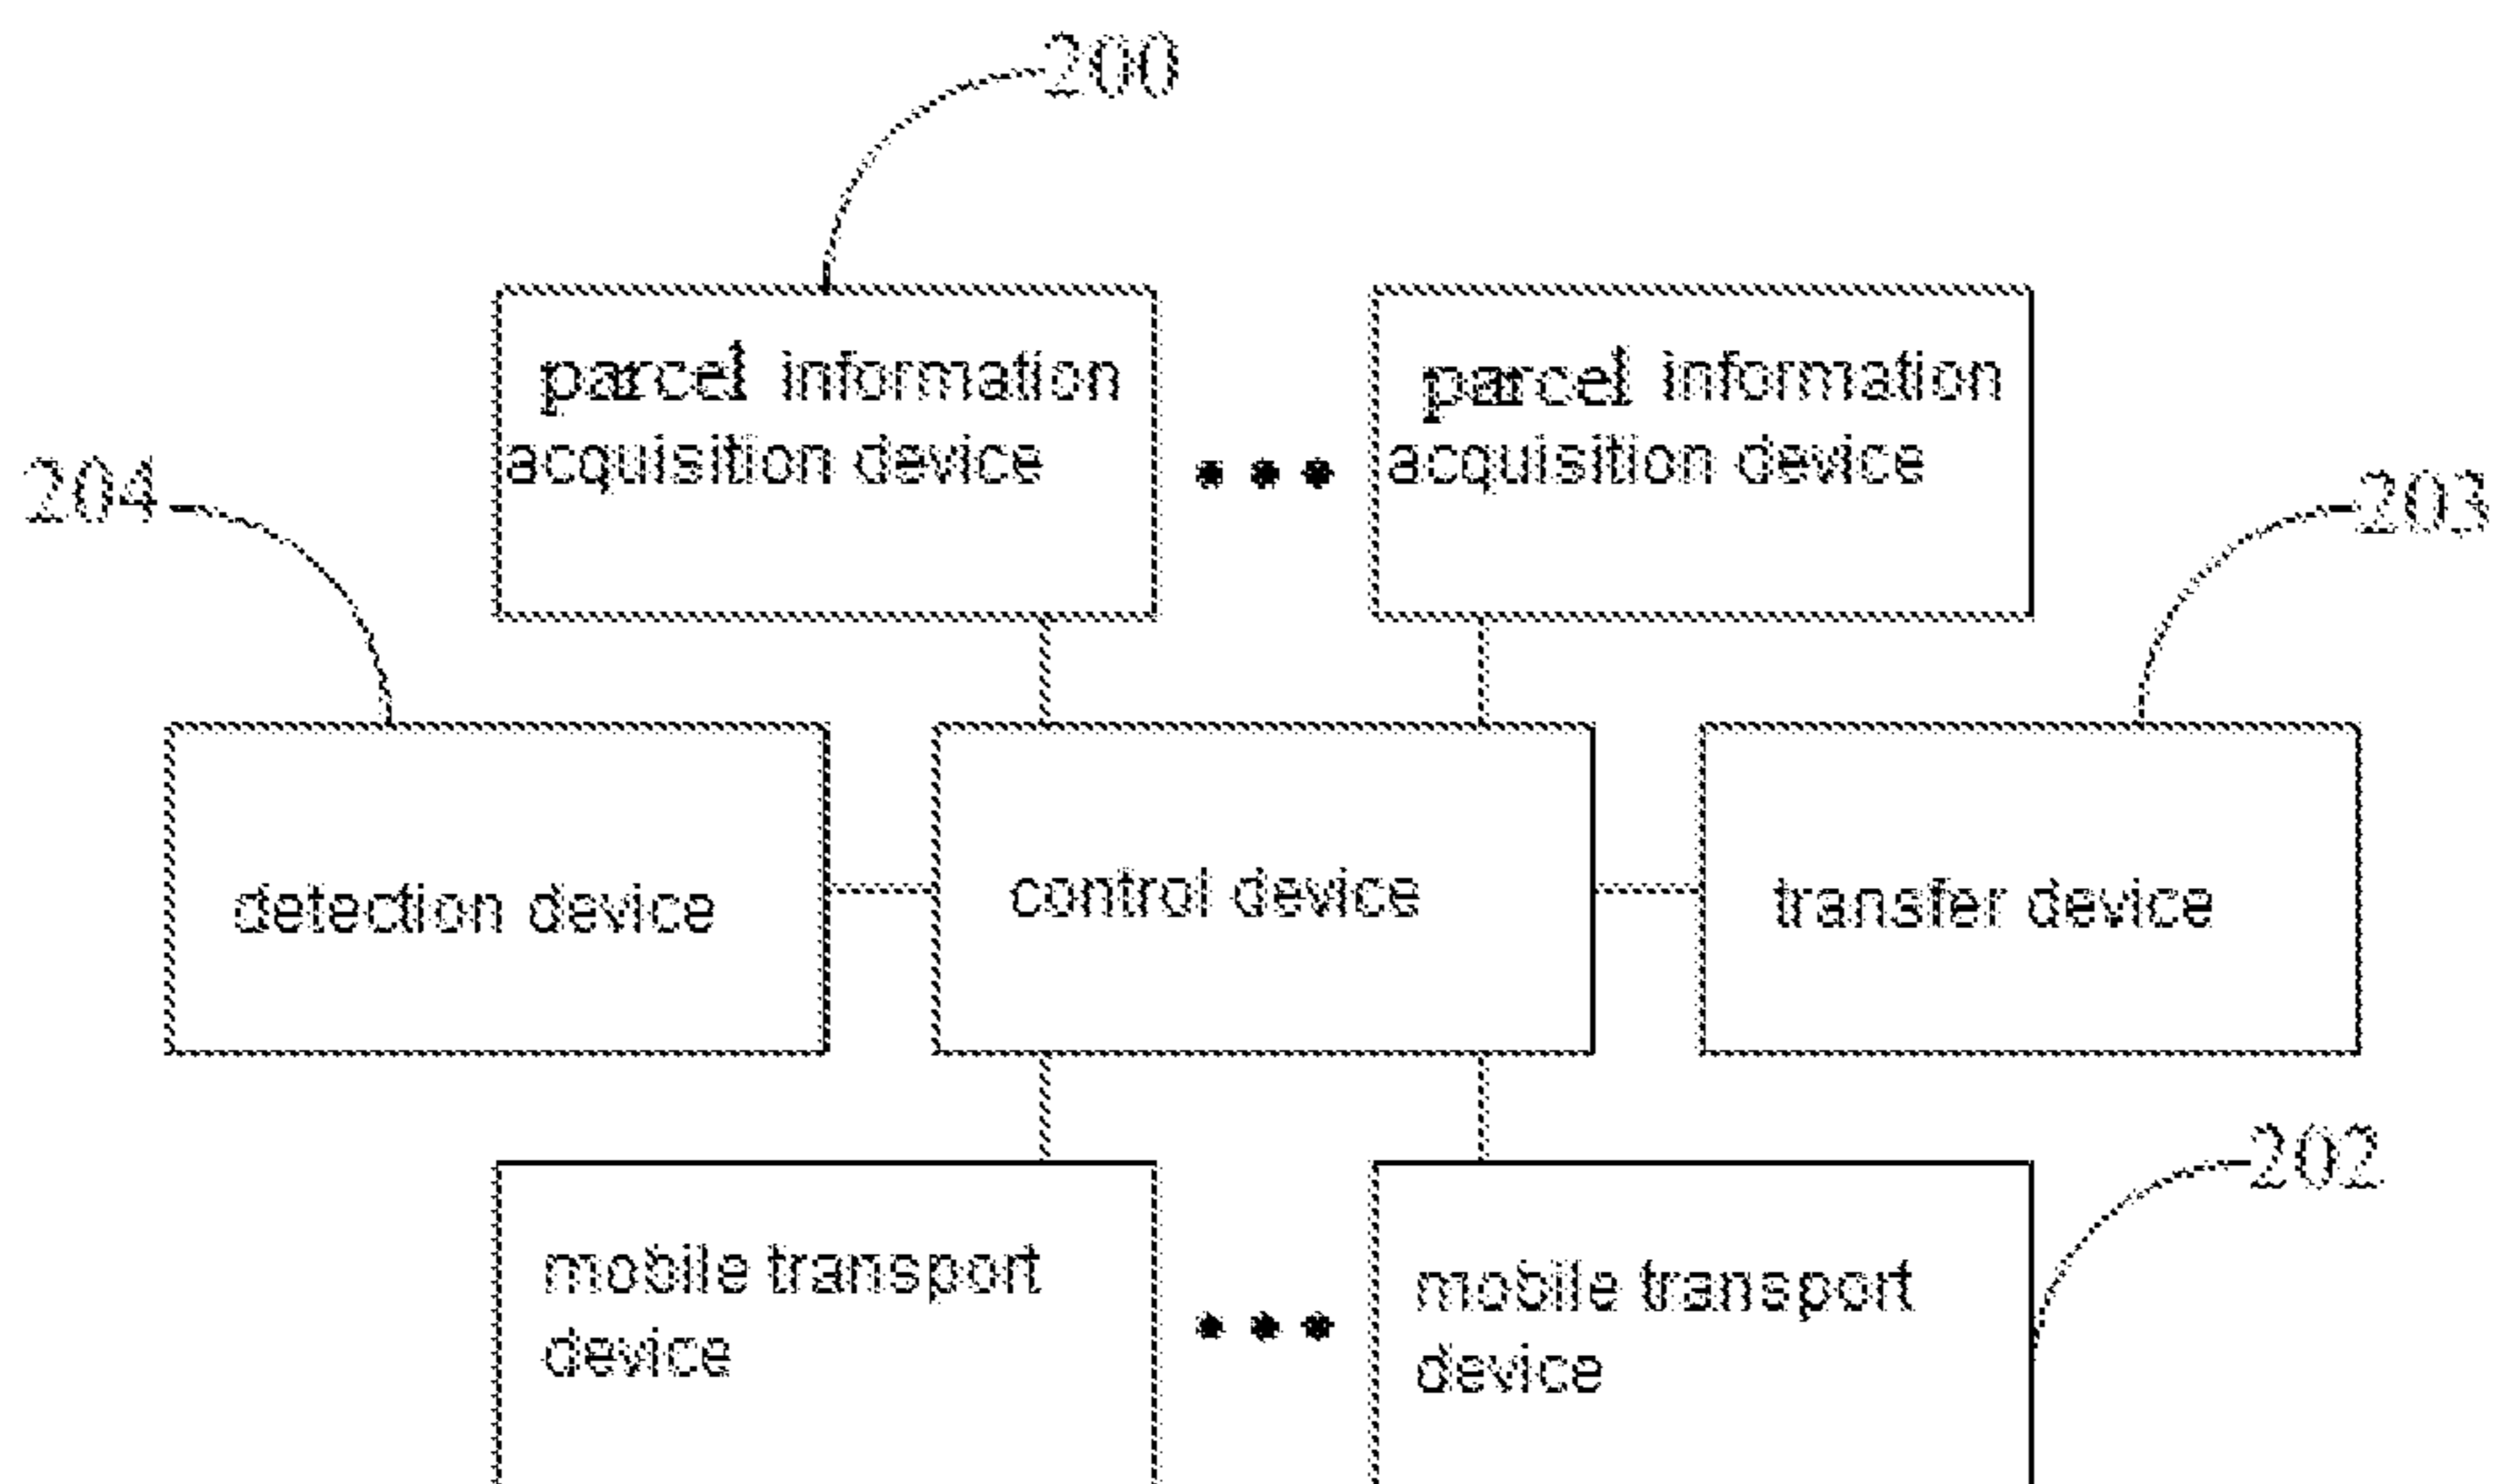 200
parcel information
acquisition device
parcel information
acquisition device
204
203
detection device
control device
transfer device
202
mobile transport
device
mobile transport
device